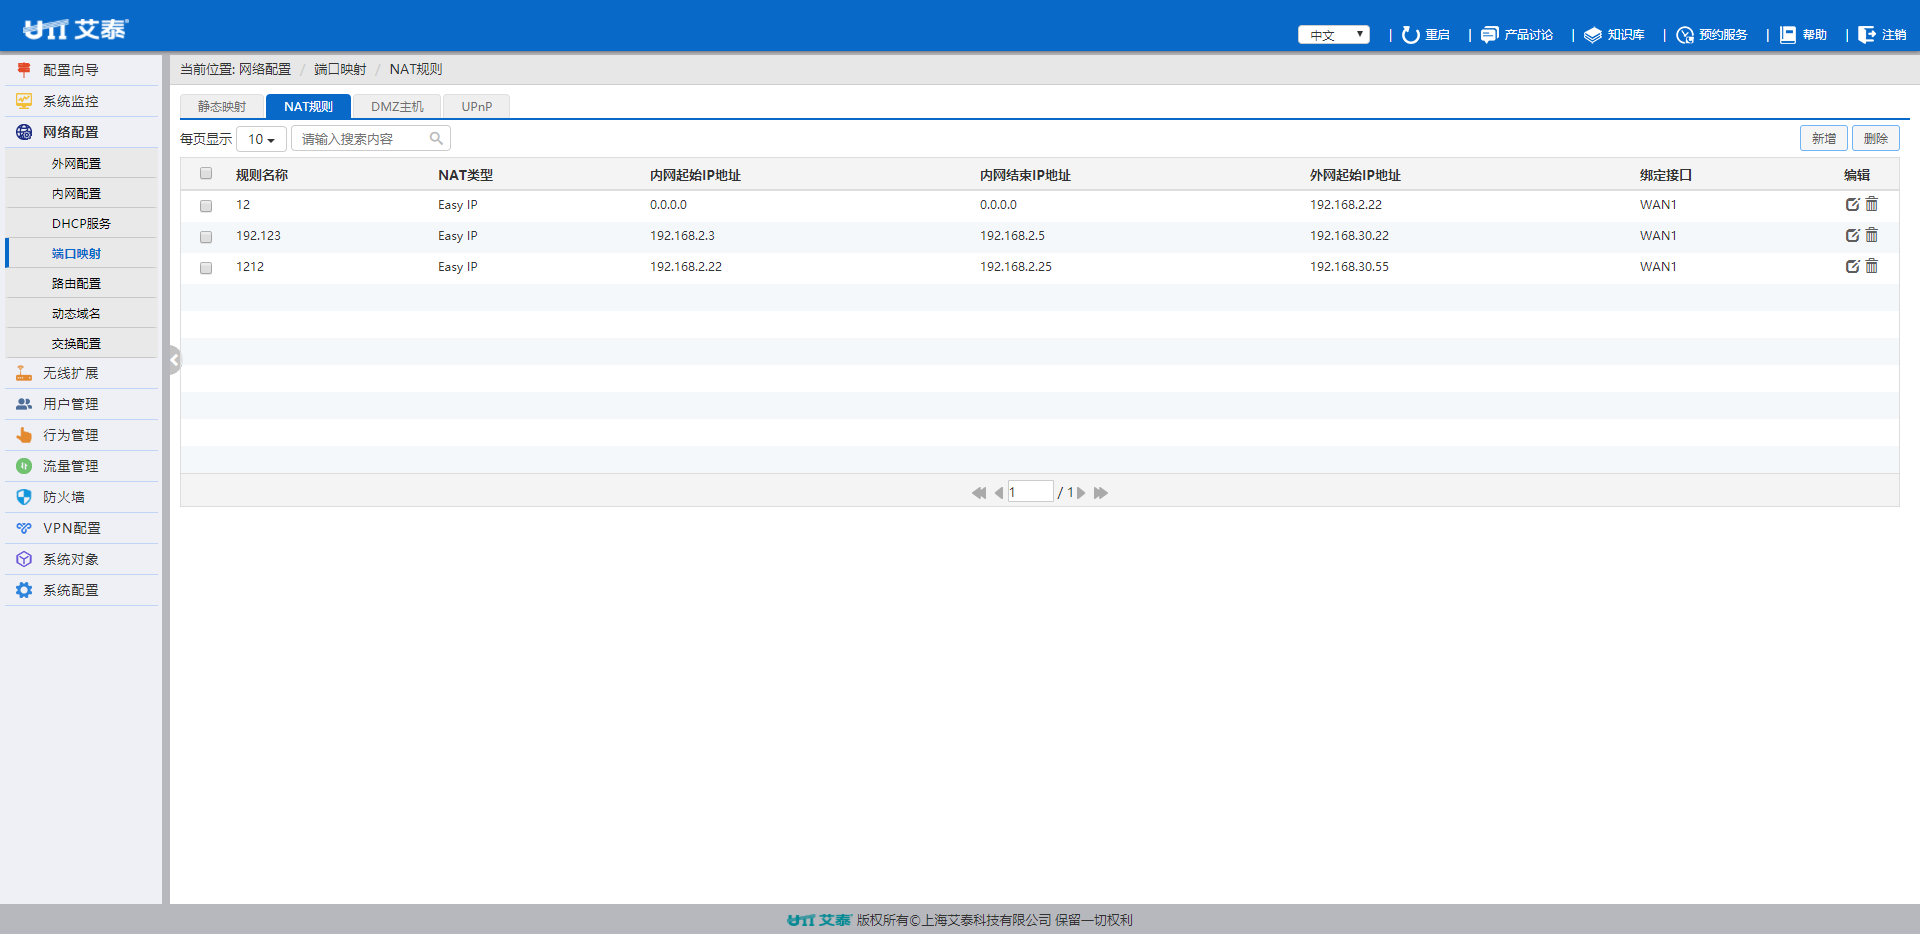 UTT 艾泰
中文 ▼ | 重启 | 产品讨论 | 知识库 | 预约服务 | 帮助 | 注销
配置向导
系统监控
网络配置
外网配置
内网配置
DHCP服务
端口映射
路由配置
动态域名
交换配置
无线扩展
用户管理
行为管理
流量管理
防火墙
VPN配置
系统对象
系统配置
当前位置: 网络配置 / 端口映射 / NAT规则
静态映射 NAT规则 DMZ主机 UPnP
每页显示 10 请输入搜索内容 新增 删除
规则名称 NAT类型 内网起始IP地址 内网结束IP地址 外网起始IP地址 绑定接口 编辑
12 Easy IP 0.0.0.0 0.0.0.0 192.168.2.22 WAN1
192.123 Easy IP 192.168.2.3 192.168.2.5 192.168.30.22 WAN1
1212 Easy IP 192.168.2.22 192.168.2.25 192.168.30.55 WAN1
1 / 1
UTT 艾泰 版权所有©上海艾泰科技有限公司 保留一切权利